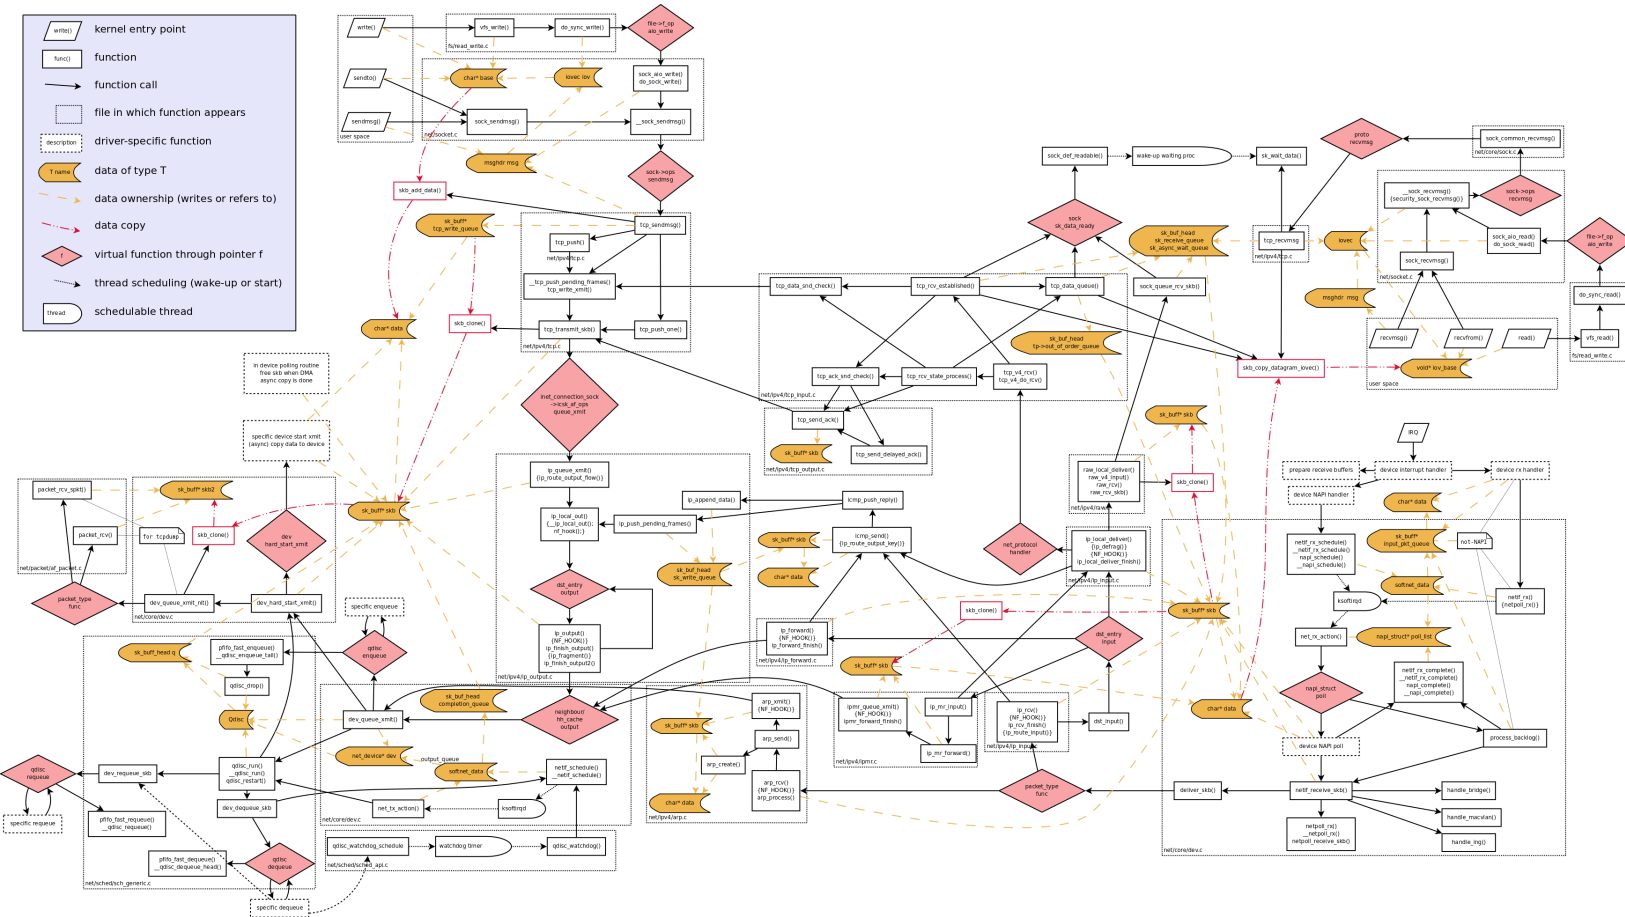 write()
kernel entry point
func()
function
function call
file in which function appears
description
driver-specific function
T name
data of type T
data ownership (writes or refers to)
data copy
f
virtual function through pointer f
thread scheduling (wake-up or start)
thread
schedulable thread
write()
sendto()
sendmsg()
user space
vfs_write()
do_sync_write()
fs/read_write.c
file->f_op
aio_write
char* base
iovec iov
sock_aio_write()
do_sock_write()
sock_sendmsg()
__sock_sendmsg()
net/socket.c
msghdr msg
sock->ops
sendmsg
skb_add_data()
sk_buff*
tcp_write_queue
tcp_sendmsg()
tcp_push()
net/ipv4/tcp.c
__tcp_push_pending_frames()
tcp_write_xmit()
char* data
skb_clone()
tcp_transmit_skb()
tcp_push_one()
net/ipv4/tcp.c
in device polling routine
free skb when DMA
async copy is done
inet_connection_sock
->icsk_af_ops
queue_xmit
specific device start xmit
(async) copy data to device
packet_rcv_spkt()
sk_buff* skb2
packet_rcv()
for tcpdump
skb_clone()
net/packet/af_packet.c
packet_type
func
dev
hard_start_xmit
sk_buff* skb
dev_queue_xmit_nit()
dev_hard_start_xmit()
net/core/dev.c
ip_queue_xmit()
{ip_route_output_flow()}
ip_local_out()
{__ip_local_out();
nf_hook();}
ip_push_pending_frames()
ip_append_data()
icmp_push_reply()
dst_entry
output
sk_buf_head
sk_write_queue
sk_buff* skb
char* data
icmp_send()
{ip_route_output_key()}
ip_output()
{NF_HOOK()}
ip_finish_output()
{ip_fragment()}
ip_finish_output2()
net/ipv4/ip_output.c
specific enqueue
qdisc
enqueue
sk_buff_head q
pfifo_fast_enqueue()
__qdisc_enqueue_tail()
qdisc_drop()
Qdisc
sk_buf_head
completion_queue
dev_queue_xmit()
neighbour/
hh_cache
output
net_device* dev
output_queue
softnet_data
netif_schedule()
__netif_schedule()
qdisc
requeue
dev_requeue_skb
qdisc_run()
__qdisc_run()
qdisc_restart()
dev_dequeue_skb
net_tx_action()
ksoftirqd
net/core/dev.c
specific requeue
pfifo_fast_requeue()
__qdisc_requeue()
pfifo_fast_dequeue()
__qdisc_dequeue_head()
qdisc
dequeue
net/sched/sch_generic.c
specific dequeue
qdisc_watchdog_schedule
watchdog timer
qdisc_watchdog()
net/sched/sched_api.c
sk_buff* skb
arp_xmit()
{NF_HOOK()}
arp_send()
arp_create()
arp_rcv()
{NF_HOOK()}
arp_process()
char* data
net/ipv4/arp.c
ip_forward()
{NF_HOOK()}
ip_forward_finish()
net/ipv4/ip_forward.c
skb_clone()
sk_buff* skb
ipmr_queue_xmit()
{NF_HOOK()}
ipmr_forward_finish()
ip_mr_input()
ip_mr_forward()
net/ipv4/ipmr.c
ip_rcv()
{NF_HOOK()}
ip_rcv_finish()
{ip_route_input()}
net/ipv4/ip_input.c
dst_entry
input
dst_input()
packet_type
func
deliver_skb()
sock_def_readable()
wake-up waiting proc
sk_wait_data()
sock
sk_data_ready
sk_buf_head
sk_receive_queue
sk_async_wait_queue
tcp_data_snd_check()
tcp_rcv_established()
tcp_data_queue()
sock_queue_rcv_skb()
sk_buf_head
tp->out_of_order_queue
tcp_ack_snd_check()
tcp_rcv_state_process()
tcp_v4_rcv()
tcp_v4_do_rcv()
net/ipv4/tcp_input.c
tcp_send_ack()
sk_buff* skb
tcp_send_delayed_ack()
net/ipv4/tcp_output.c
net_protocol
handler
raw_local_deliver()
raw_v4_input()
raw_rcv()
raw_rcv_skb()
net/ipv4/raw.c
sk_buff* skb
skb_clone()
ip_local_deliver()
{ip_defrag()}
{NF_HOOK()}
ip_local_deliver_finish()
net/ipv4/ip_input.c
sk_buff* skb
char* data
proto
recvmsg
sock_common_recvmsg()
net/core/sock.c
__sock_recvmsg()
{security_sock_recvmsg()}
sock->ops
recvmsg
tcp_recvmsg
net/ipv4/tcp.c
iovec
sock_aio_read()
do_sock_read()
sock_recvmsg()
net/socket.c
file->f_op
aio_write
msghdr msg
do_sync_read()
recvmsg()
recvfrom()
read()
vfs_read()
fs/read_write.c
skb_copy_datagram_iovec()
void* iov_base
user space
IRQ
prepare receive buffers
device interrupt handler
device rx handler
device NAPI handler
char* data
netif_rx_schedule()
__netif_rx_schedule()
napi_schedule()
__napi_schedule()
sk_buff*
input_pkt_queue
not-NAPI
softnet_data
ksoftirqd
netif_rx()
{netpoll_rx()}
net_rx_action()
napi_struct* poll_list
napi_struct
poll
netif_rx_complete()
__netif_rx_complete()
napi_complete()
__napi_complete()
device NAPI poll
process_backlog()
netif_receive_skb()
handle_bridge()
handle_macvlan()
netpoll_rx()
__netpoll_rx()
netpoll_receive_skb()
handle_ing()
net/core/dev.c